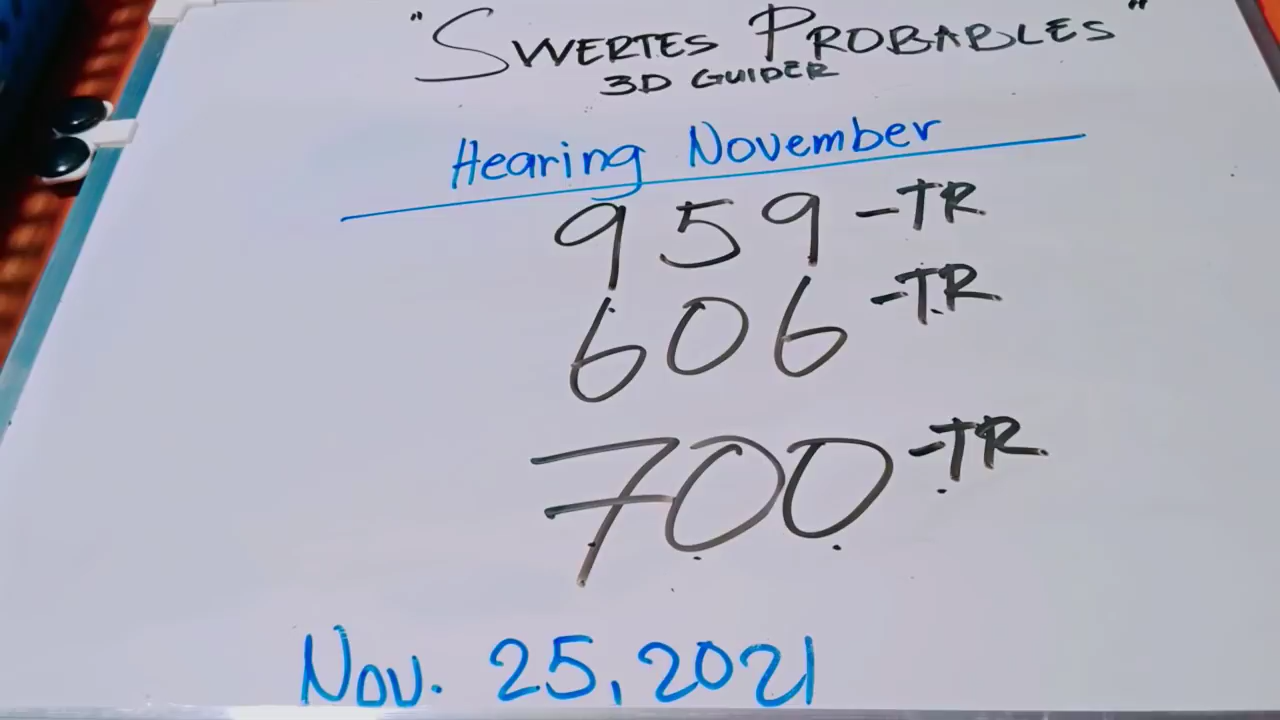 "SWERTES PROBABLES"
3D GUIDER
Hearing November
959 -TR
606 -TR
700 -TR
Nov. 25, 2021